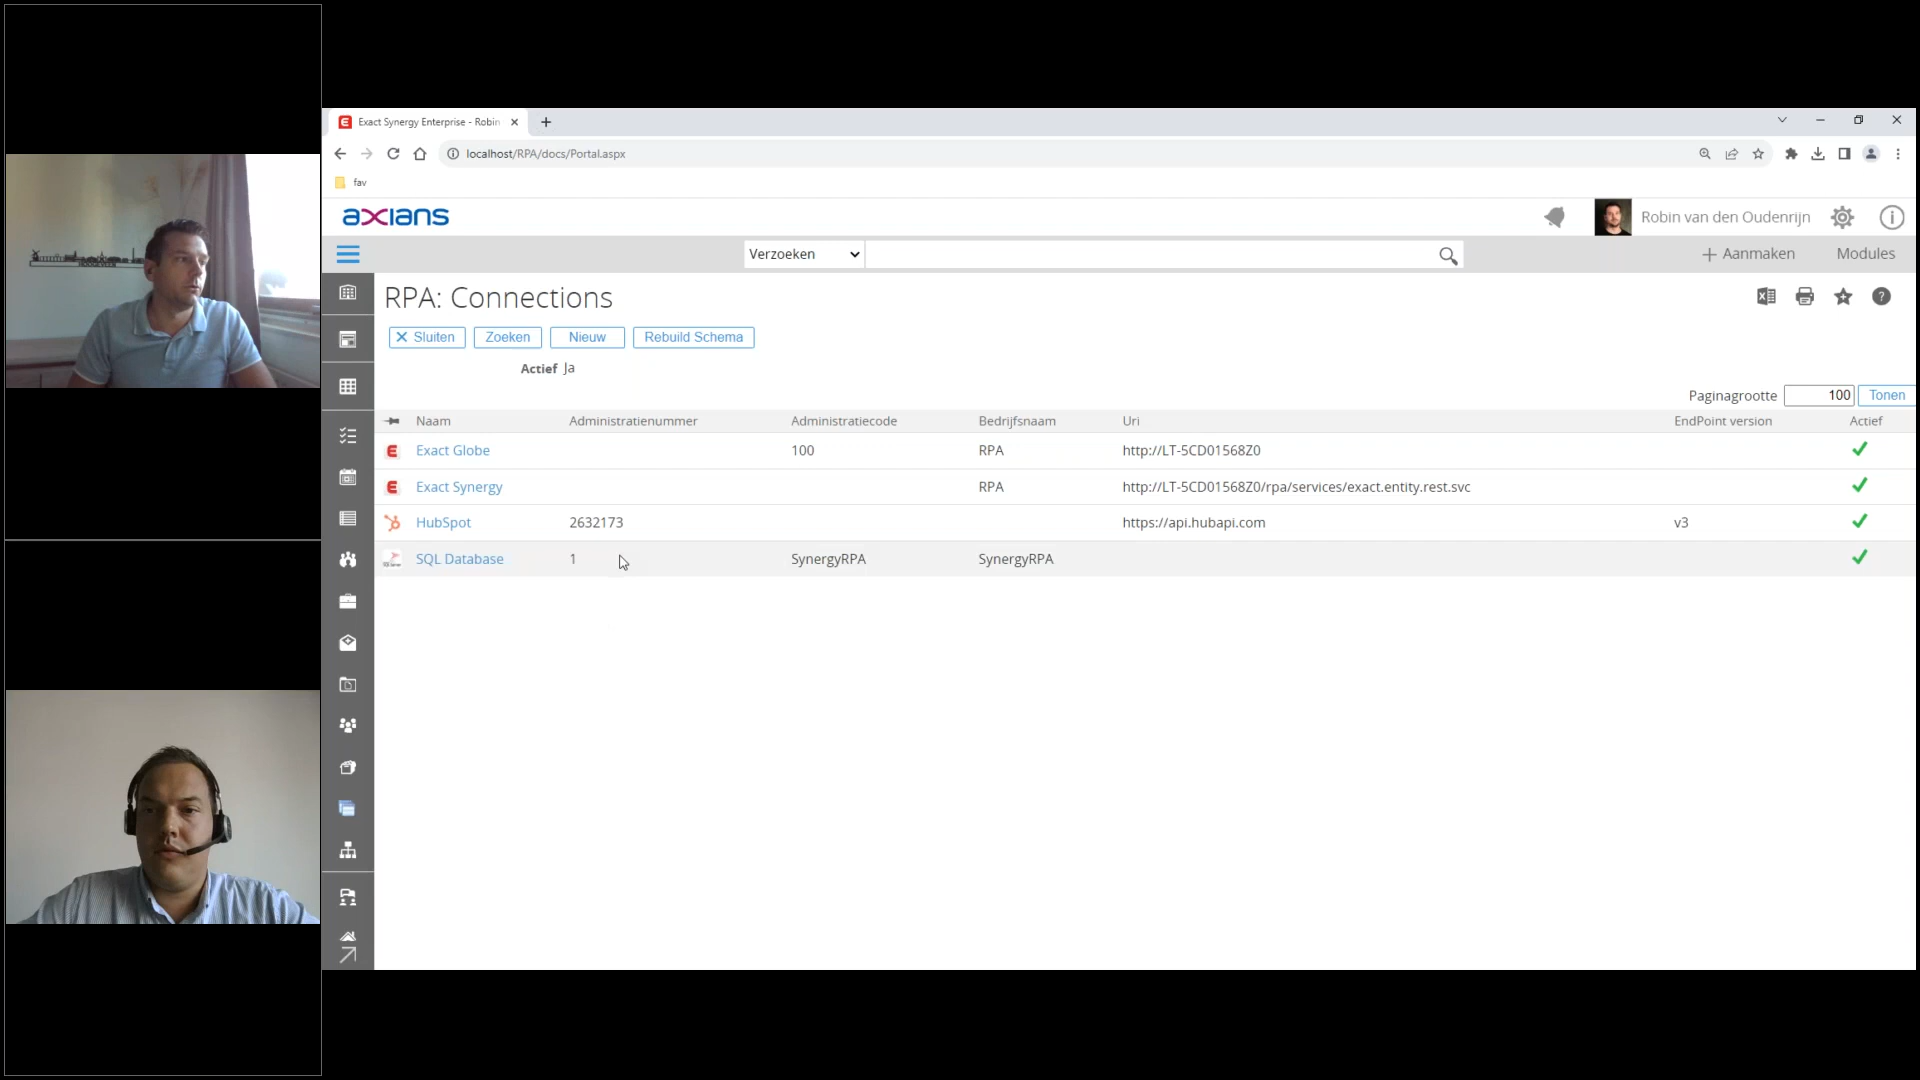 Exact Synergy Enterprise - Robin
localhost/RPA/docs/Portal.aspx
fav
axians
Robin van den Oudenrijn
Verzoeken
Aanmaken
Modules
RPA: Connections
Sluiten
Zoeken
Nieuw
Rebuild Schema
Actief Ja
Paginagrootte 100 Tonen
Naam Administratienummer Administratiecode Bedrijfsnaam Uri EndPoint version Actief
Exact Globe 100 RPA http://LT-5CD01568Z0
Exact Synergy RPA http://LT-5CD01568Z0/rpa/services/exact.entity.rest.svc
HubSpot 2632173 https://api.hubapi.com v3
SQL Database 1 SynergyRPA SynergyRPA